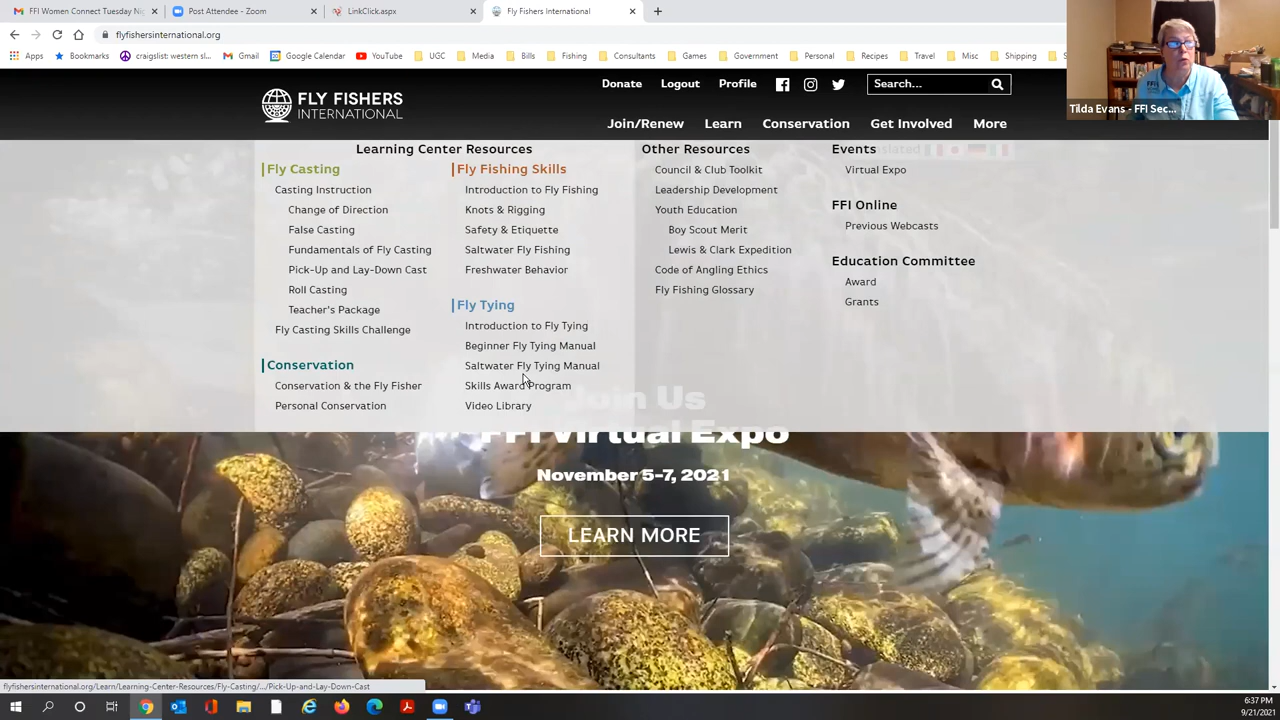 FFI Women Connect Tuesday Ni
Post Attendee - Zoom
LinkClick.aspx
Fly Fishers International
flyfishersinternational.org
Apps
Bookmarks
craigslist: western sl...
Gmail
Google Calendar
YouTube
UGC
Media
Bills
Fishing
Consultants
Games
Government
Personal
Recipes
Travel
Misc
Shipping
Tilda Evans - FFI Sec...
Donate
Logout
Profile
Search...
FLY FISHERS
INTERNATIONAL
Join/Renew
Learn
Conservation
Get Involved
More
Learning Center Resources
Fly Casting
Casting Instruction
Change of Direction
False Casting
Fundamentals of Fly Casting
Pick-Up and Lay-Down Cast
Roll Casting
Teacher's Package
Fly Casting Skills Challenge
Conservation
Conservation & the Fly Fisher
Personal Conservation
Fly Fishing Skills
Introduction to Fly Fishing
Knots & Rigging
Safety & Etiquette
Saltwater Fly Fishing
Freshwater Behavior
Fly Tying
Introduction to Fly Tying
Beginner Fly Tying Manual
Saltwater Fly Tying Manual
Skills Award Program
Video Library
Other Resources
Council & Club Toolkit
Leadership Development
Youth Education
Boy Scout Merit
Lewis & Clark Expedition
Code of Angling Ethics
Fly Fishing Glossary
Events
Virtual Expo
FFI Online
Previous Webcasts
Education Committee
Award
Grants
Join Us
FFI Virtual Expo
November 5-7, 2021
LEARN MORE
flyfishersinternational.org/Learn/Learning-Center-Resources/Fly-Casting/.../Pick-Up-and-Lay-Down-Cast
6:37 PM
9/21/2021